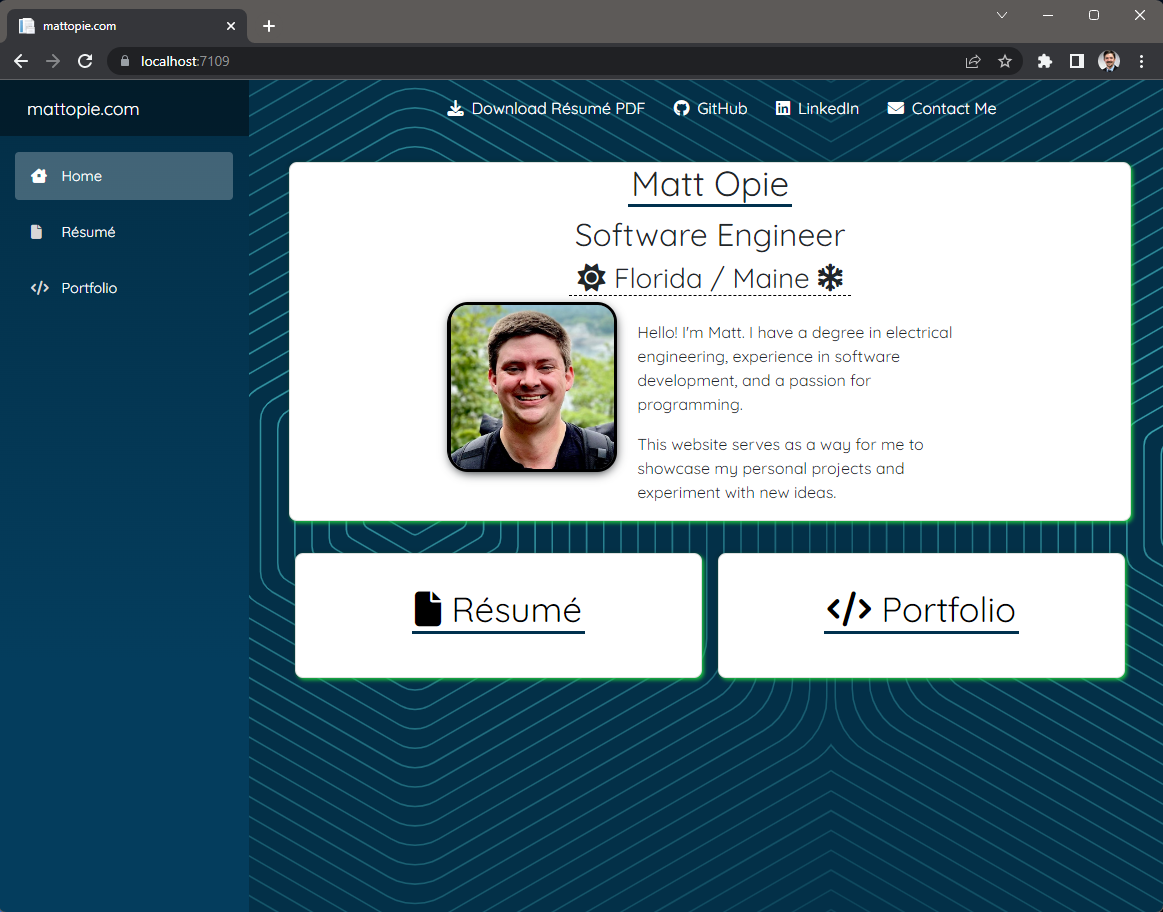 mattopie.com
localhost:7109
mattopie.com
Download Résumé PDF
GitHub
LinkedIn
Contact Me
Home
Résumé
Portfolio
Matt Opie
Software Engineer
Florida / Maine
Hello! I'm Matt. I have a degree in electrical
engineering, experience in software
development, and a passion for
programming.
This website serves as a way for me to
showcase my personal projects and
experiment with new ideas.
Résumé
Portfolio